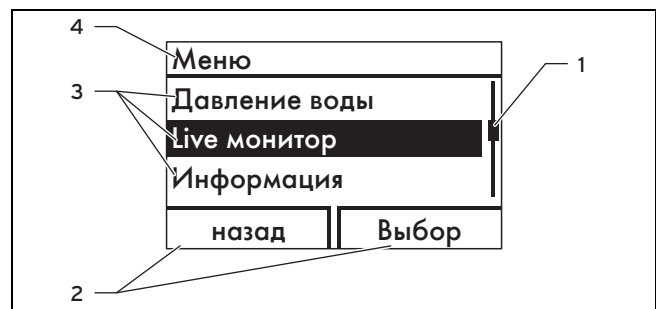 4
Меню
1
3
Давление воды
Live монитор
Информация
назад Выбор
2